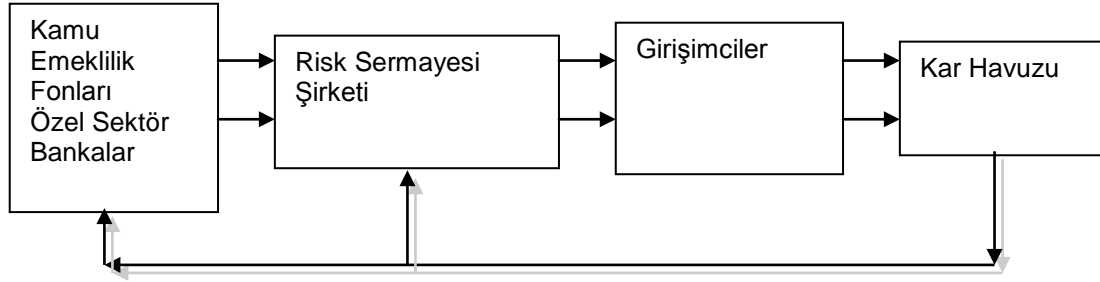 Kamu
Emeklilik
Fonları
Özel Sektör
Bankalar
Risk Sermayesi
Şirketi
Girişimciler
Kar Havuzu